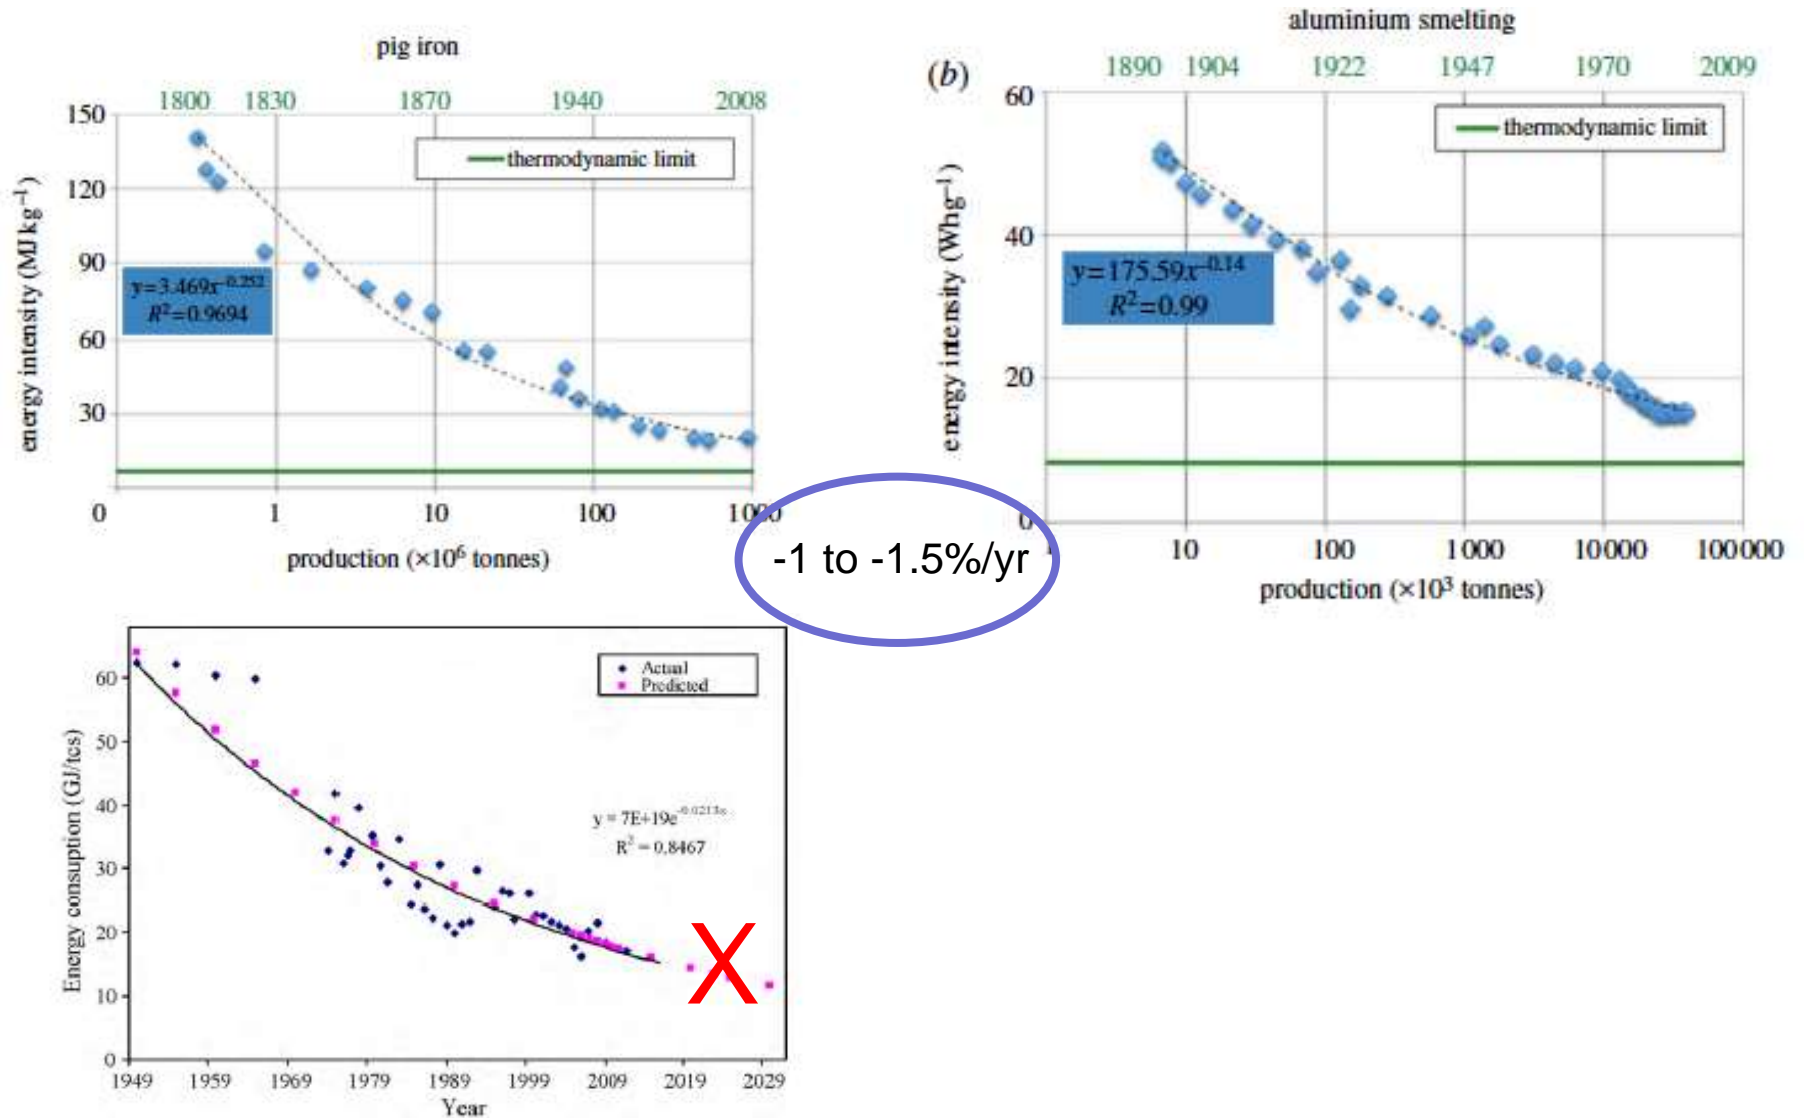 pig iron
1800 1830 1870 1940 2008
150
120
90
60
30
energy intensity (MJ kg⁻¹)
thermodynamic limit
y=3.469x⁻⁰·²⁵²
R²=0.9694
0 1 10 100 1000
production (×10⁶ tonnes)
aluminium smelting
(b)
1890 1904 1922 1947 1970 2009
60
40
20
0
energy intensity (Whg⁻¹)
thermodynamic limit
y=175.59x⁻⁰·¹⁴
R²=0.99
10 100 1000 10000 100000
production (×10³ tonnes)
-1 to -1.5%/yr
60
50
40
30
20
10
0
Energy consuption (GJ/tcs)
Actual
Predicted
y = 7E+19e
R² = 0.8467
X
1949 1959 1969 1979 1989 1999 2009 2019 2029
Year